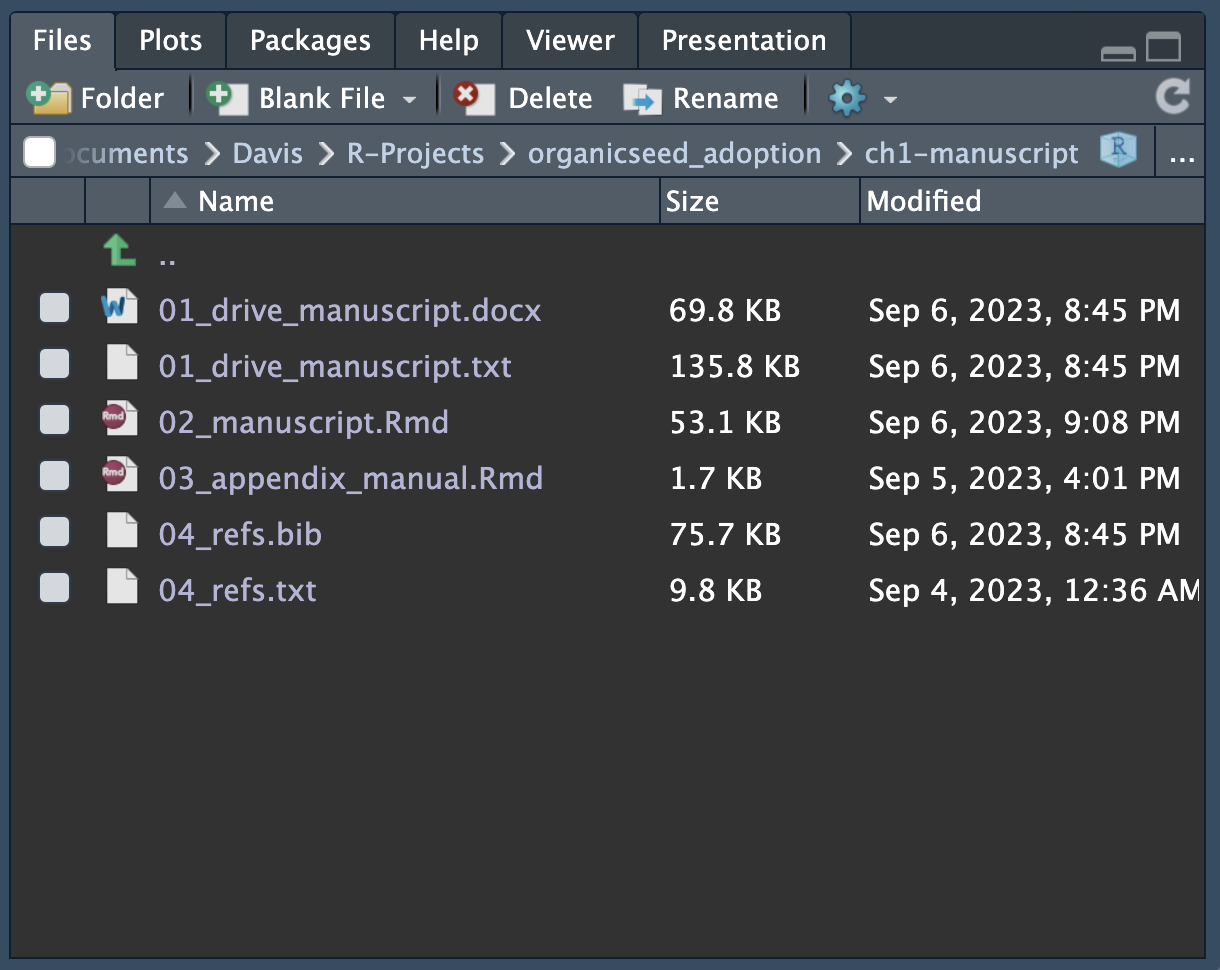 Files Plots Packages Help Viewer Presentation
Folder Blank File Delete Rename
ocuments Davis R-Projects organicseed_adoption ch1-manuscript R ...
Name Size Modified
..
W 01_drive_manuscript.docx 69.8 KB Sep 6, 2023, 8:45 PM
01_drive_manuscript.txt 135.8 KB Sep 6, 2023, 8:45 PM
Rmd 02_manuscript.Rmd 53.1 KB Sep 6, 2023, 9:08 PM
Rmd 03_appendix_manual.Rmd 1.7 KB Sep 5, 2023, 4:01 PM
04_refs.bib 75.7 KB Sep 6, 2023, 8:45 PM
04_refs.txt 9.8 KB Sep 4, 2023, 12:36 AM